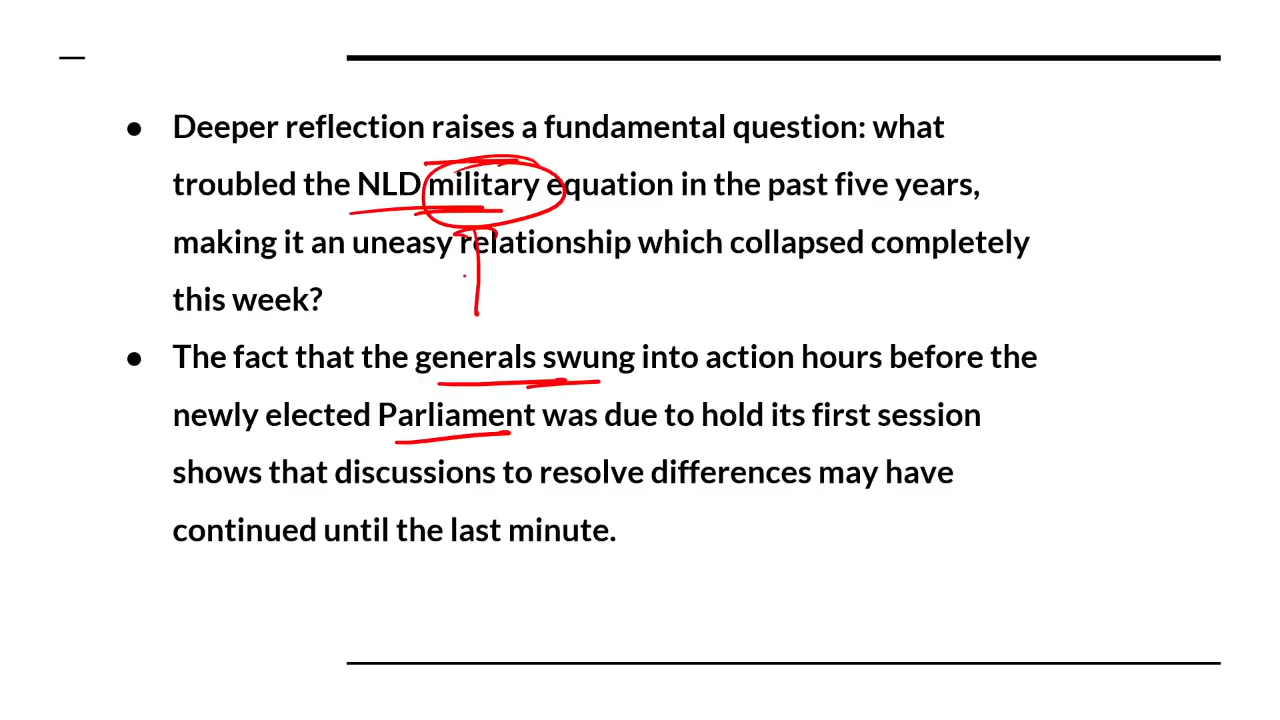 ● Deeper reflection raises a fundamental question: what
troubled the NLD military equation in the past five years,
making it an uneasy relationship which collapsed completely
this week?
● The fact that the generals swung into action hours before the
newly elected Parliament was due to hold its first session
shows that discussions to resolve differences may have
continued until the last minute.